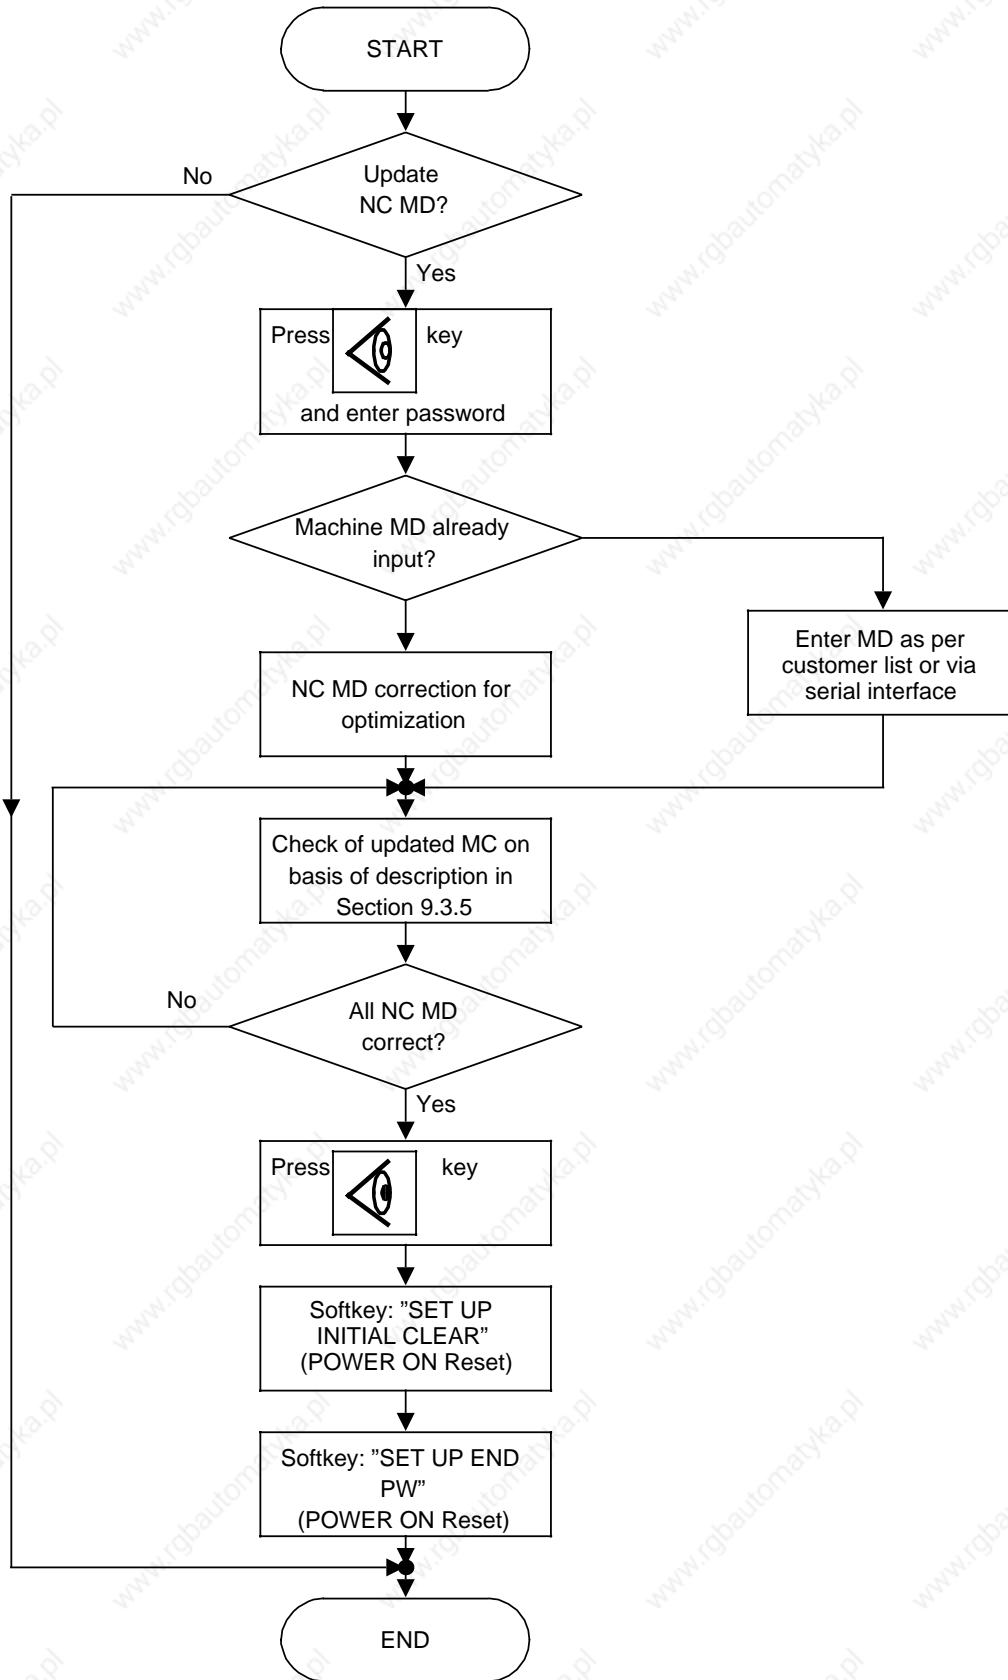 START
No
Update
NC MD?
Yes
Press key
and enter password
Machine MD already
input?
Enter MD as per
customer list or via
serial interface
NC MD correction for
optimization
Check of updated MC on
basis of description in
Section 9.3.5
No
All NC MD
correct?
Yes
Press key
Softkey: ”SET UP
INITIAL CLEAR”
(POWER ON Reset)
Softkey: ”SET UP END
PW”
(POWER ON Reset)
END
www.rgbautomatyka.pl